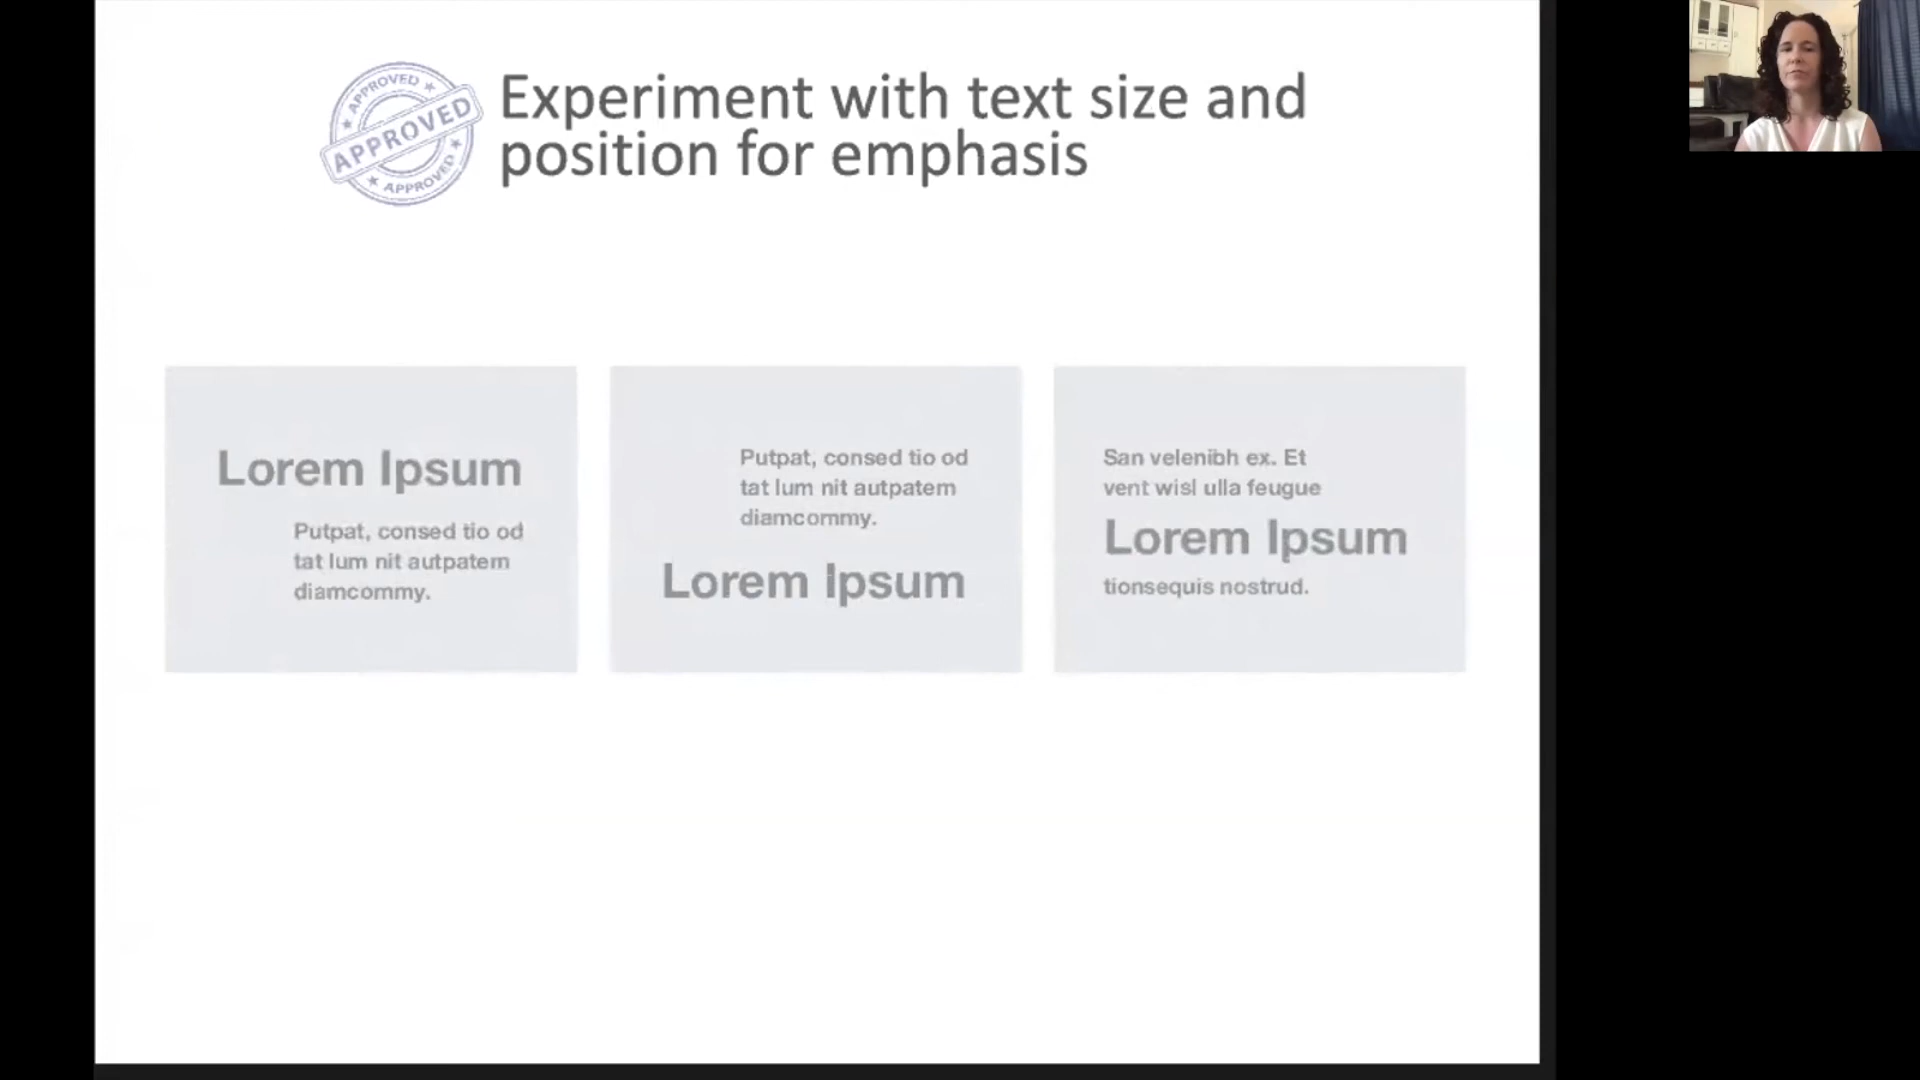 APPROVED
APPROVED
APPROVED
Experiment with text size and
position for emphasis
Lorem Ipsum
Putpat, consed tio od
tat lum nit autpatem
diamcommy.
Putpat, consed tio od
tat lum nit autpatem
diamcommy.
Lorem Ipsum
San velenibh ex. Et
vent wisl ulla feugue
Lorem Ipsum
tionsequis nostrud.